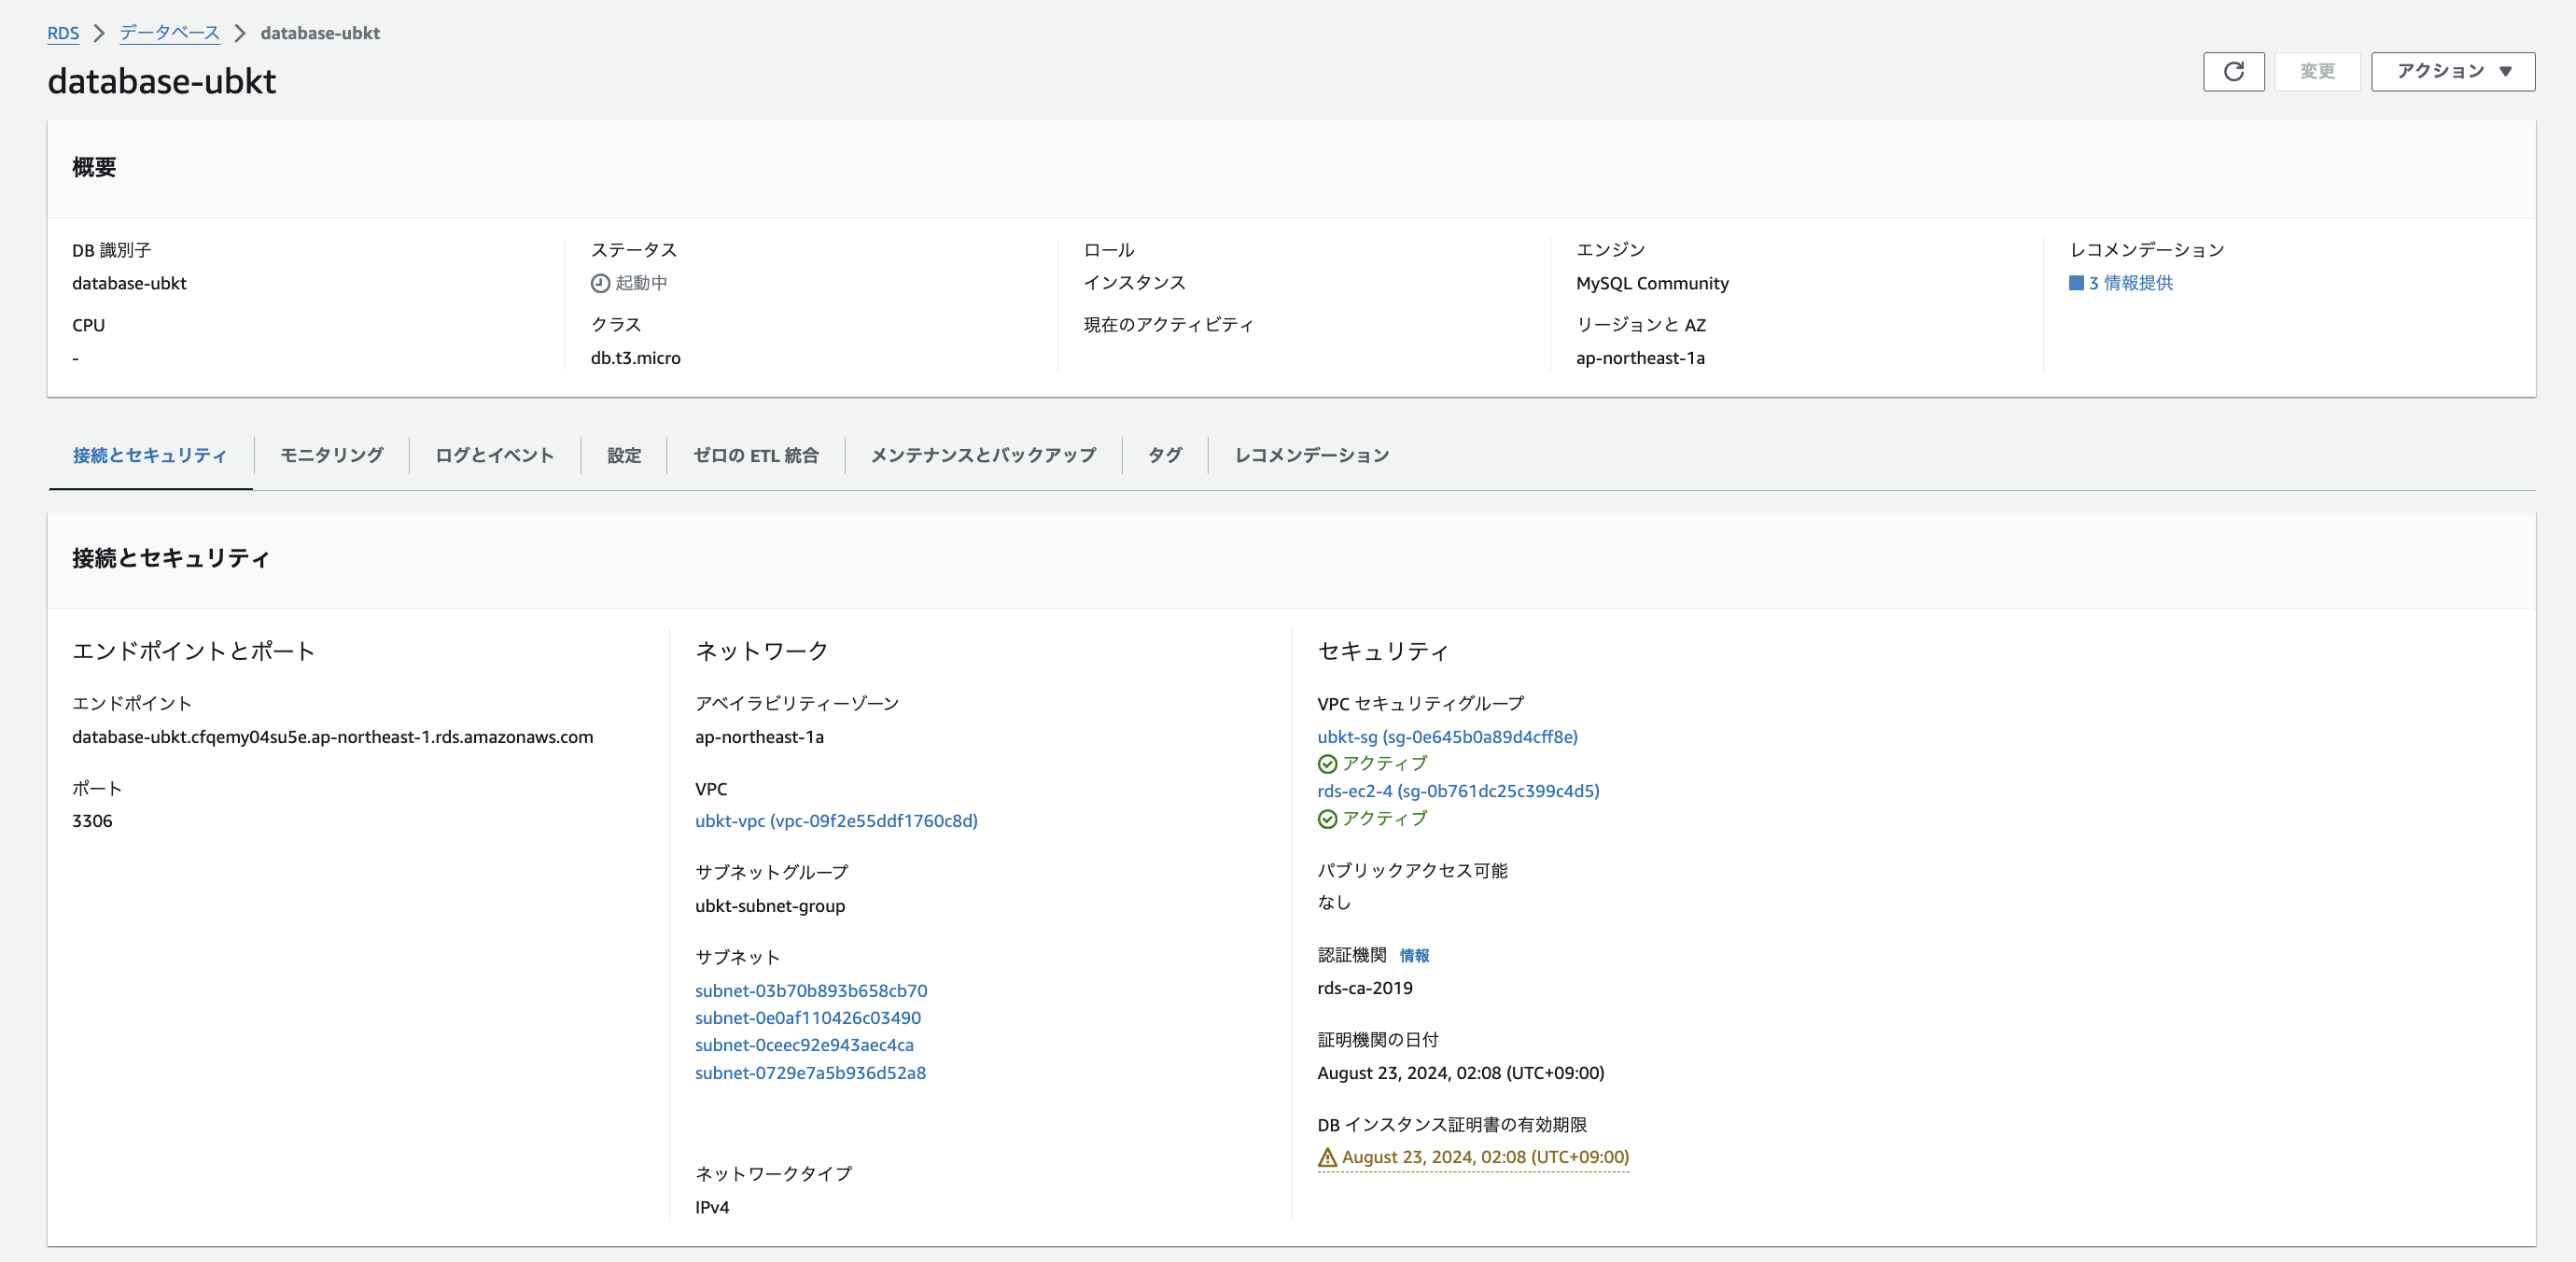 RDS データベース database-ubkt
database-ubkt
変更
アクション
概要
DB 識別子
database-ubkt
CPU
-
ステータス
起動中
クラス
db.t3.micro
ロール
インスタンス
現在のアクティビティ
エンジン
MySQL Community
リージョンと AZ
ap-northeast-1a
レコメンデーション
3 情報提供
接続とセキュリティ モニタリング ログとイベント 設定 ゼロの ETL 統合 メンテナンスとバックアップ タグ レコメンデーション
接続とセキュリティ
エンドポイントとポート
エンドポイント
database-ubkt.cfqemy04su5e.ap-northeast-1.rds.amazonaws.com
ポート
3306
ネットワーク
アベイラビリティーゾーン
ap-northeast-1a
VPC
ubkt-vpc (vpc-09f2e55ddf1760c8d)
サブネットグループ
ubkt-subnet-group
サブネット
subnet-03b70b893b658cb70
subnet-0e0af110426c03490
subnet-0ceec92e943aec4ca
subnet-0729e7a5b936d52a8
ネットワークタイプ
IPv4
セキュリティ
VPC セキュリティグループ
ubkt-sg (sg-0e645b0a89d4cff8e)
アクティブ
rds-ec2-4 (sg-0b761dc25c399c4d5)
アクティブ
パブリックアクセス可能
なし
認証機関 情報
rds-ca-2019
証明機関の日付
August 23, 2024, 02:08 (UTC+09:00)
DB インスタンス証明書の有効期限
August 23, 2024, 02:08 (UTC+09:00)